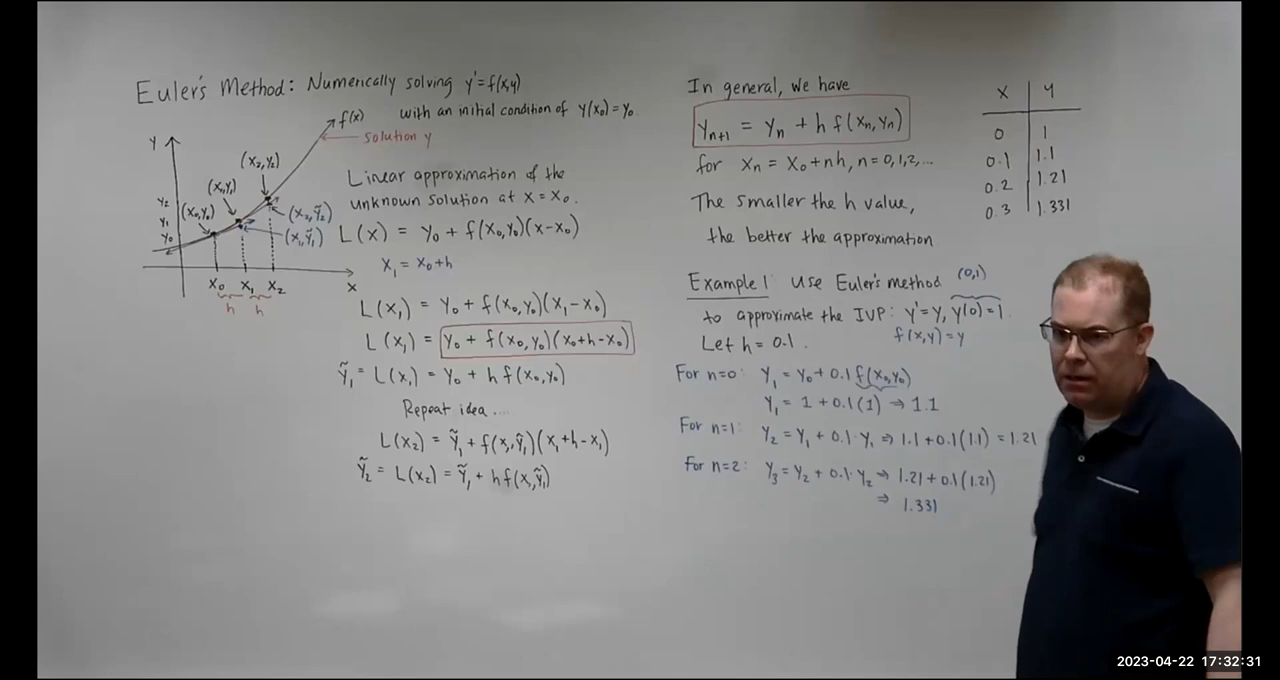 Euler's Method: Numerically solving y'=f(x,y)
with an initial condition of y(x₀)=y₀.
f(x)
solution y
Y
(x₂,y₂)
(x₁,y₁)
(x₀,y₀)
y₂
y₁
y₀
(x₂,ỹ₂)
(x₁,ỹ₁)
x₀ x₁ x₂ x
h h
Linear approximation of the
unknown solution at x=x₀.
L(x) = y₀ + f(x₀,y₀)(x-x₀)
x₁ = x₀+h
L(x₁) = y₀ + f(x₀,y₀)(x₁-x₀)
L(x₁) = y₀ + f(x₀,y₀)(x₀+h-x₀)
ỹ₁ = L(x₁) = y₀ + h f(x₀,y₀)
Repeat idea....
L(x₂) = ỹ₁ + f(x₁,ỹ₁)(x₁+h-x₁)
ỹ₂ = L(x₂) = ỹ₁ + hf(x₁,ỹ₁)
In general, we have
yₙ₊₁ = yₙ + h f(xₙ,yₙ)
for xₙ = x₀+nh, n=0,1,2,...
The smaller the h value,
the better the approximation
Example 1 Use Euler's method (0,1)
to approximate the IVP: y'=y, y(0)=1.
Let h=0.1. f(x,y)=y
For n=0: y₁ = y₀+0.1 f(x₀,y₀)
y₁ = 1 + 0.1(1) ⇒ 1.1
For n=1: y₂ = y₁ + 0.1·y₁ ⇒ 1.1+0.1(1.1) = 1.21
For n=2: y₃ = y₂ + 0.1·y₂ ⇒ 1.21+0.1(1.21)
⇒ 1.331
x y
0 1
0.1 1.1
0.2 1.21
0.3 1.331
2023-04-22 17:32:31